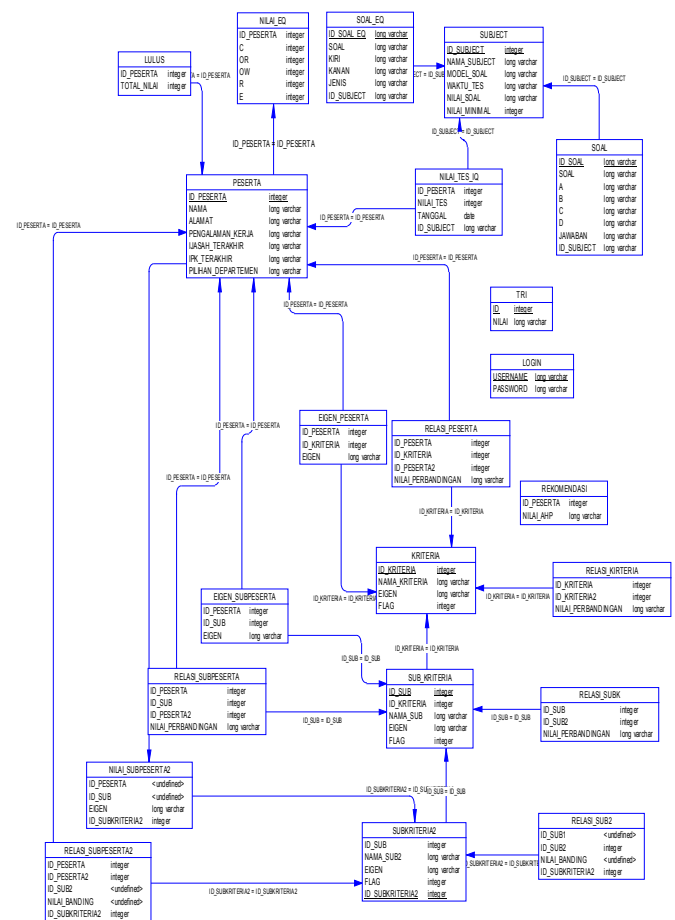 NILAI_EQ
ID_PESERTA integer
C integer
OR integer
OW integer
R integer
E integer
SOAL_EQ
ID_SOAL_EQ long varchar
SOAL long varchar
KIRI long varchar
KANAN long varchar
JENIS long varchar
ID_SUBJECT long varchar
SUBJECT
ID_SUBJECT integer
NAMA_SUBJECT long varchar
MODEL_SOAL long varchar
WAKTU_TES long varchar
NILAI_SOAL long varchar
NILAI_MINIMAL integer
LULUS
ID_PESERTA integer
TOTAL_NILAI integer
A = ID_PESERTA
ECT = ID_SUB
ID_SUBJECT = ID_SUBJECT
ID_SUBJECT = ID_SUBJECT
ID_PESERTA = ID_PESERTA
SOAL
ID_SOAL long varchar
SOAL long varchar
A long varchar
B long varchar
C long varchar
D long varchar
JAWABAN long varchar
ID_SUBJECT long varchar
NILAI_TES_IQ
ID_PESERTA integer
NILAI_TES integer
TANGGAL date
ID_SUBJECT long varchar
PESERTA
ID_PESERTA integer
NAMA long varchar
ALAMAT long varchar
PENGALAMAN_KERJA long varchar
IJASAH_TERAKHIR long varchar
IPK_TERAKHIR long varchar
PILIHAN_DEPARTEMEN long varchar
ID_PESERTA = ID_PESERTA
ID_PESERTA = ID_PESERTA
ID_PESERTA = ID_PESERTA
TRI
ID integer
NILAI long varchar
ID_PESERTA = ID_PESERTA
LOGIN
USERNAME long varchar
PASSWORD long varchar
EIGEN_PESERTA
ID_PESERTA integer
ID_KRITERIA integer
EIGEN long varchar
ID_PESERTA = ID_PESERTA
RELASI_PESERTA
ID_PESERTA integer
ID_KRITERIA integer
ID_PESERTA2 integer
NILAI_PERBANDINGAN long varchar
ID_PESERTA = ID_PESERTA
REKOMENDASI
ID_PESERTA integer
NILAI_AHP long varchar
ID_KRITERIA = ID_KRITERIA
KRITERIA
ID_KRITERIA integer
NAMA_KRITERIA long varchar
EIGEN long varchar
FLAG integer
RELASI_KIRTERIA
ID_KRITERIA integer
ID_KRITERIA2 integer
NILAI_PERBANDINGAN long varchar
ID_KRITERIA = ID_KRITERIA
ID_KRITERIA = ID_KRITERIA
EIGEN_SUBPESERTA
ID_PESERTA integer
ID_SUB integer
EIGEN long varchar
ID_KRITERIA = ID_KRITERIA
ID_SUB = ID_SUB
RELASI_SUBPESERTA
ID_PESERTA integer
ID_SUB integer
ID_PESERTA2 integer
NILAI_PERBANDINGAN long varchar
SUB_KRITERIA
ID_SUB integer
ID_KRITERIA integer
NAMA_SUB long varchar
EIGEN long varchar
FLAG integer
RELASI_SUBK
ID_SUB integer
ID_SUB2 integer
NILAI_PERBANDINGAN long varchar
ID_SUB = ID_SUB
ID_SUB = ID_SUB
NILAI_SUBPESERTA2
ID_PESERTA <undefined>
ID_SUB <undefined>
EIGEN long varchar
ID_SUBKRITERIA2 integer
ID_SUBKRITERIA2 = ID_SU
ID_SUB = ID_SUB
SUBKRITERIA2
ID_SUB integer
NAMA_SUB2 long varchar
EIGEN long varchar
FLAG integer
ID_SUBKRITERIA2 integer
RELASI_SUB2
ID_SUB1 <undefined>
ID_SUB2 integer
NILAI_BANDING <undefined>
ID_SUBKRITERIA2 integer
D_SUBKRITERIA2 = ID_SUBKRITE
RELASI_SUBPESERTA2
ID_PESERTA integer
ID_PESERTA2 integer
ID_SUB2 <undefined>
NILAI_BANDING <undefined>
ID_SUBKRITERIA2 integer
ID_SUBKRITERIA2 = ID_SUBKRITERIA2